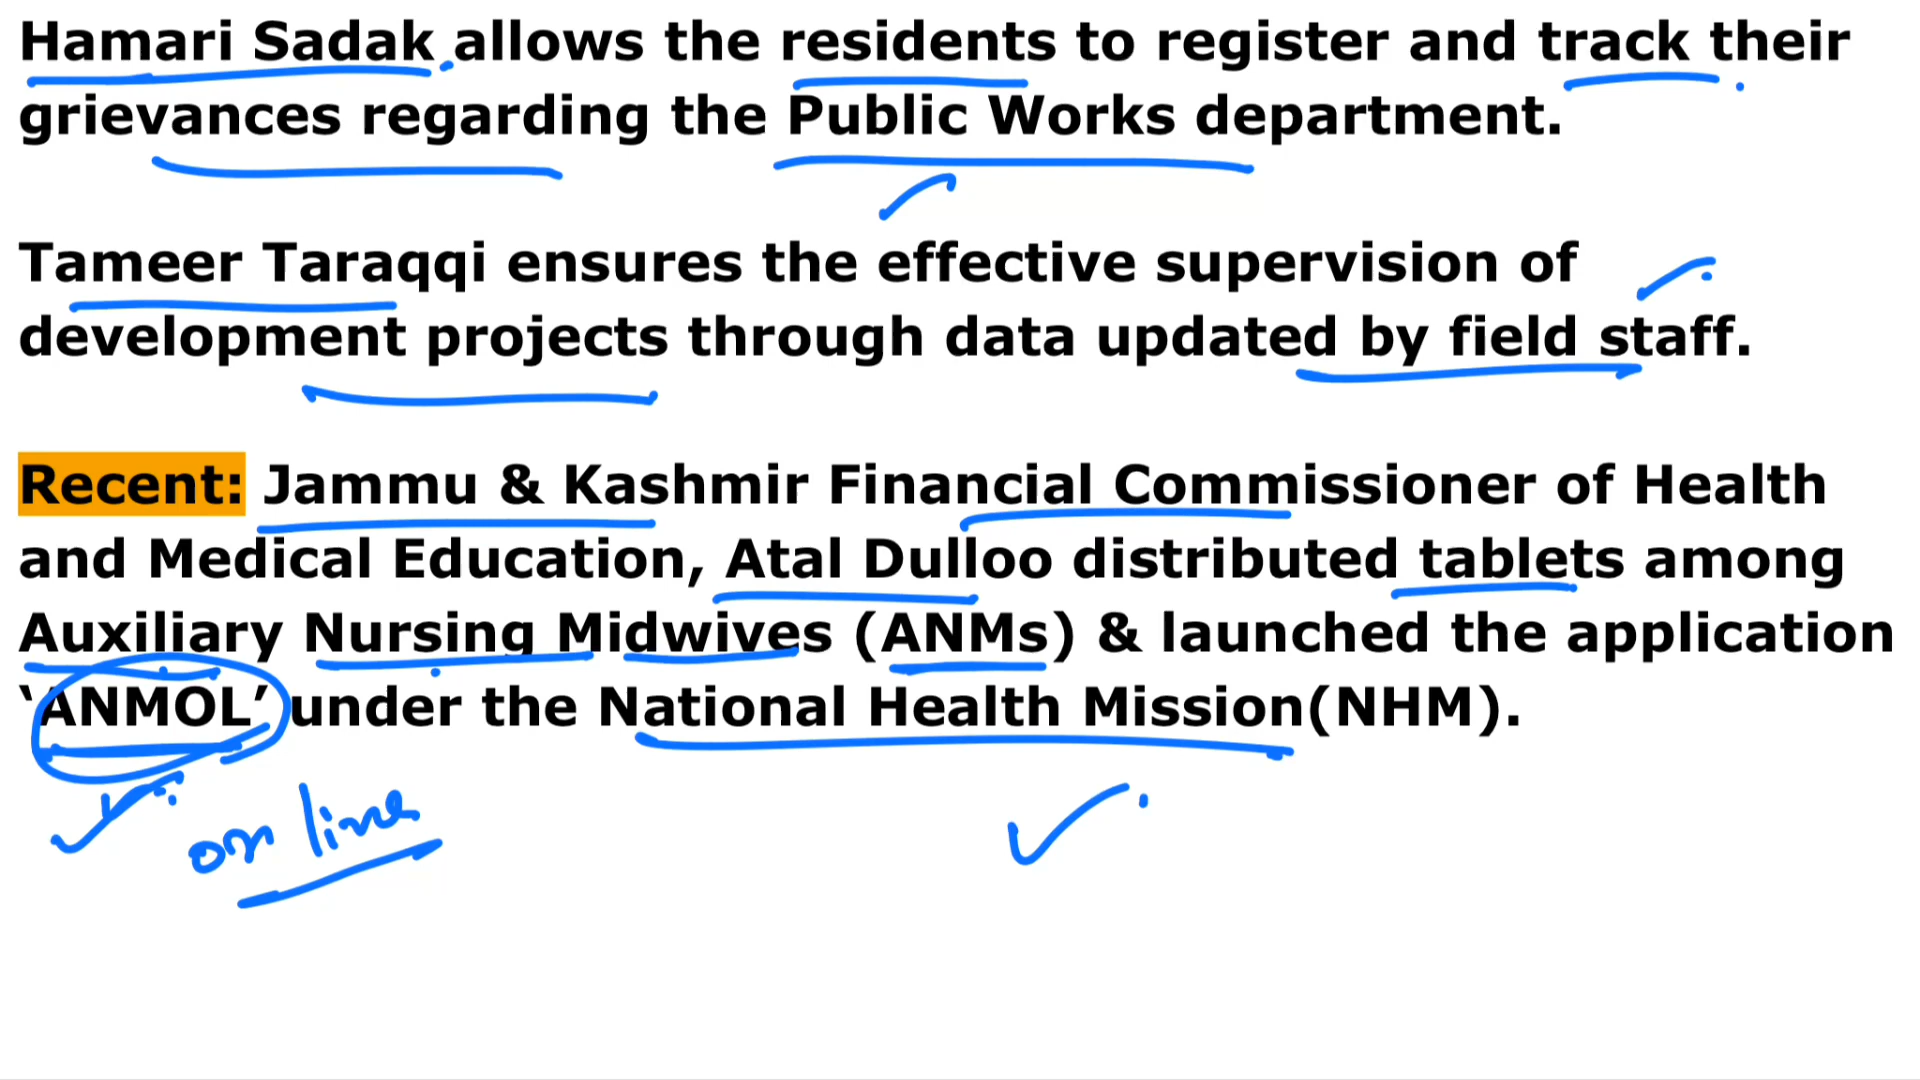 Hamari Sadak allows the residents to register and track their
grievances regarding the Public Works department.
Tameer Taraqqi ensures the effective supervision of
development projects through data updated by field staff.
Recent: Jammu & Kashmir Financial Commissioner of Health
and Medical Education, Atal Dulloo distributed tablets among
Auxiliary Nursing Midwives (ANMs) & launched the application
‘ANMOL’ under the National Health Mission(NHM).
on line